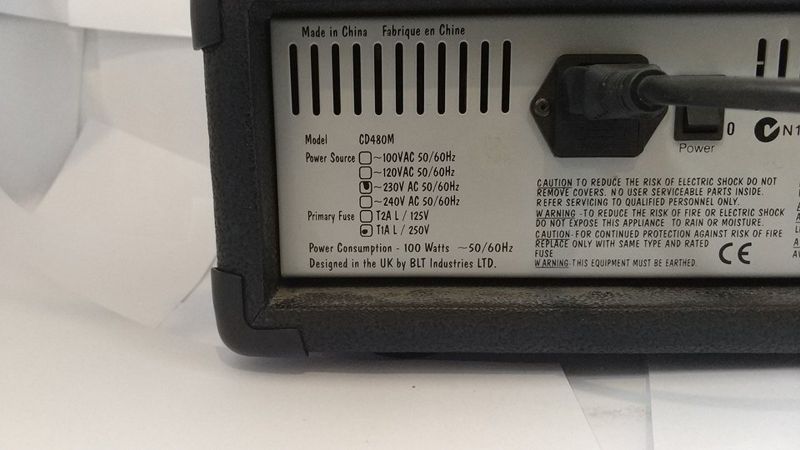 Made in China Fabrique en Chine
Model CD480M
Power Source ~100VAC 50/60Hz
~120VAC 50/60Hz
~230V AC 50/60Hz
~240V AC 50/60Hz
Primary Fuse T2A L / 125V
T1A L / 250V
Power Consumption - 100 Watts ~50/60Hz
Designed in the UK by BLT Industries LTD.
0
Power
N1
CAUTION TO REDUCE THE RISK OF ELECTRIC SHOCK DO NOT
REMOVE COVERS. NO USER SERVICEABLE PARTS INSIDE.
REFER SERVICING TO QUALIFIED PERSONNEL ONLY.
WARNING -TO REDUCE THE RISK OF FIRE OR ELECTRIC SHOCK
DO NOT EXPOSE THIS APPLIANCE TO RAIN OR MOISTURE.
CAUTION-FOR CONTINUED PROTECTION AGAINST RISK OF FIRE
REPLACE ONLY WITH SAME TYPE AND RATED
FUSE
WARNING-THIS EQUIPMENT MUST BE EARTHED.
CE